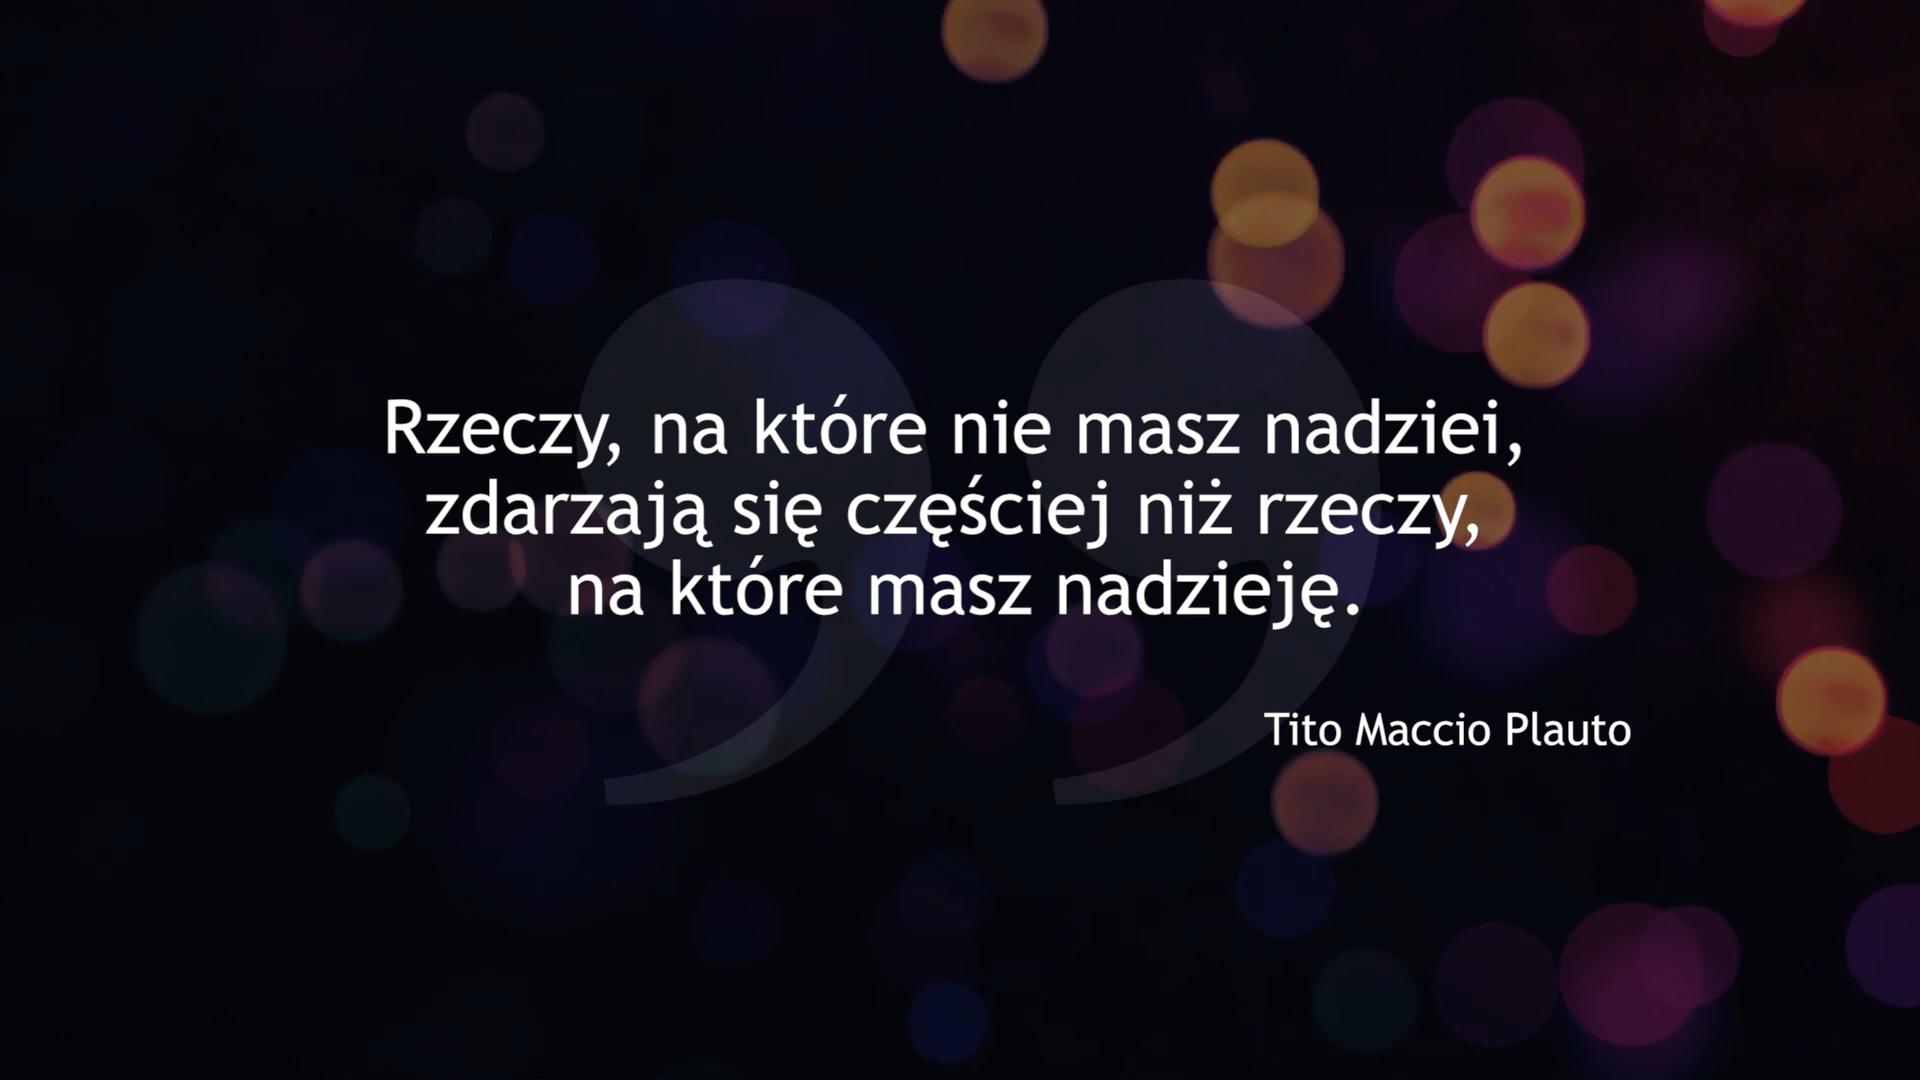 Rzeczy, na które nie masz nadziei,
zdarzają się częściej niż rzeczy,
na które masz nadzieję.
Tito Maccio Plauto